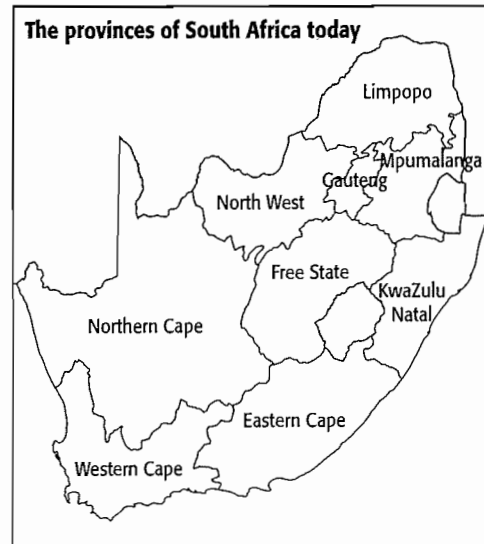 The provinces of South Africa today
Limpopo
Mpumalanga
Gauteng
North West
Free State
KwaZulu
Natal
Northern Cape
Eastern Cape
Western Cape